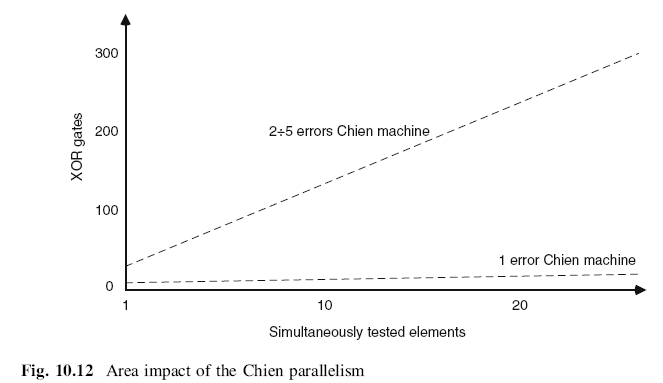 300
200
100
0
XOR gates
2÷5 errors Chien machine
1 error Chien machine
1
10
20
Simultaneously tested elements
Fig. 10.12 Area impact of the Chien parallelism